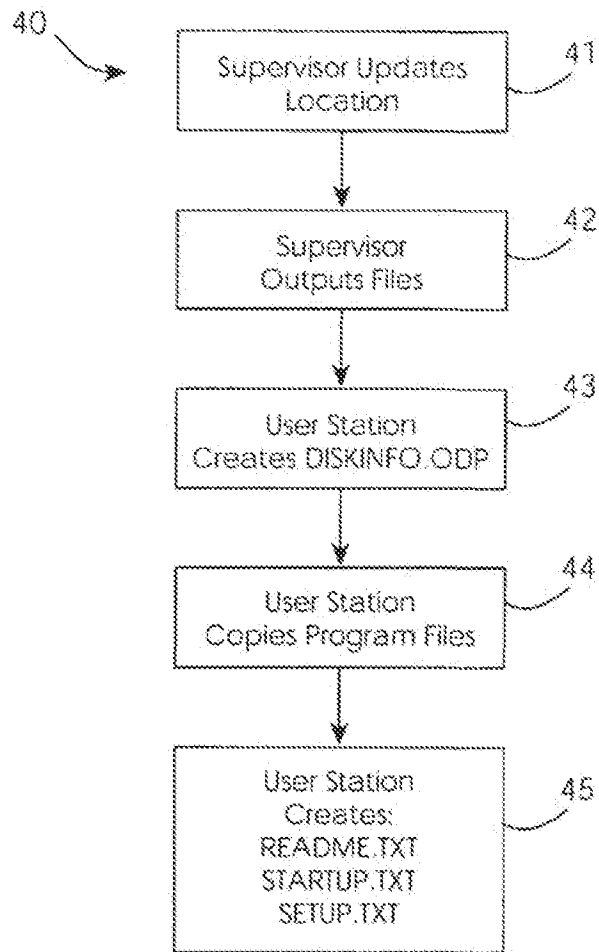 40
Supervisor Updates
Location
41
Supervisor
Outputs Files
42
User Station
Creates DISKINFO.ODP
43
User Station
Copies Program Files
44
User Station
Creates:
README.TXT
STARTUP.TXT
SETUP.TXT
45